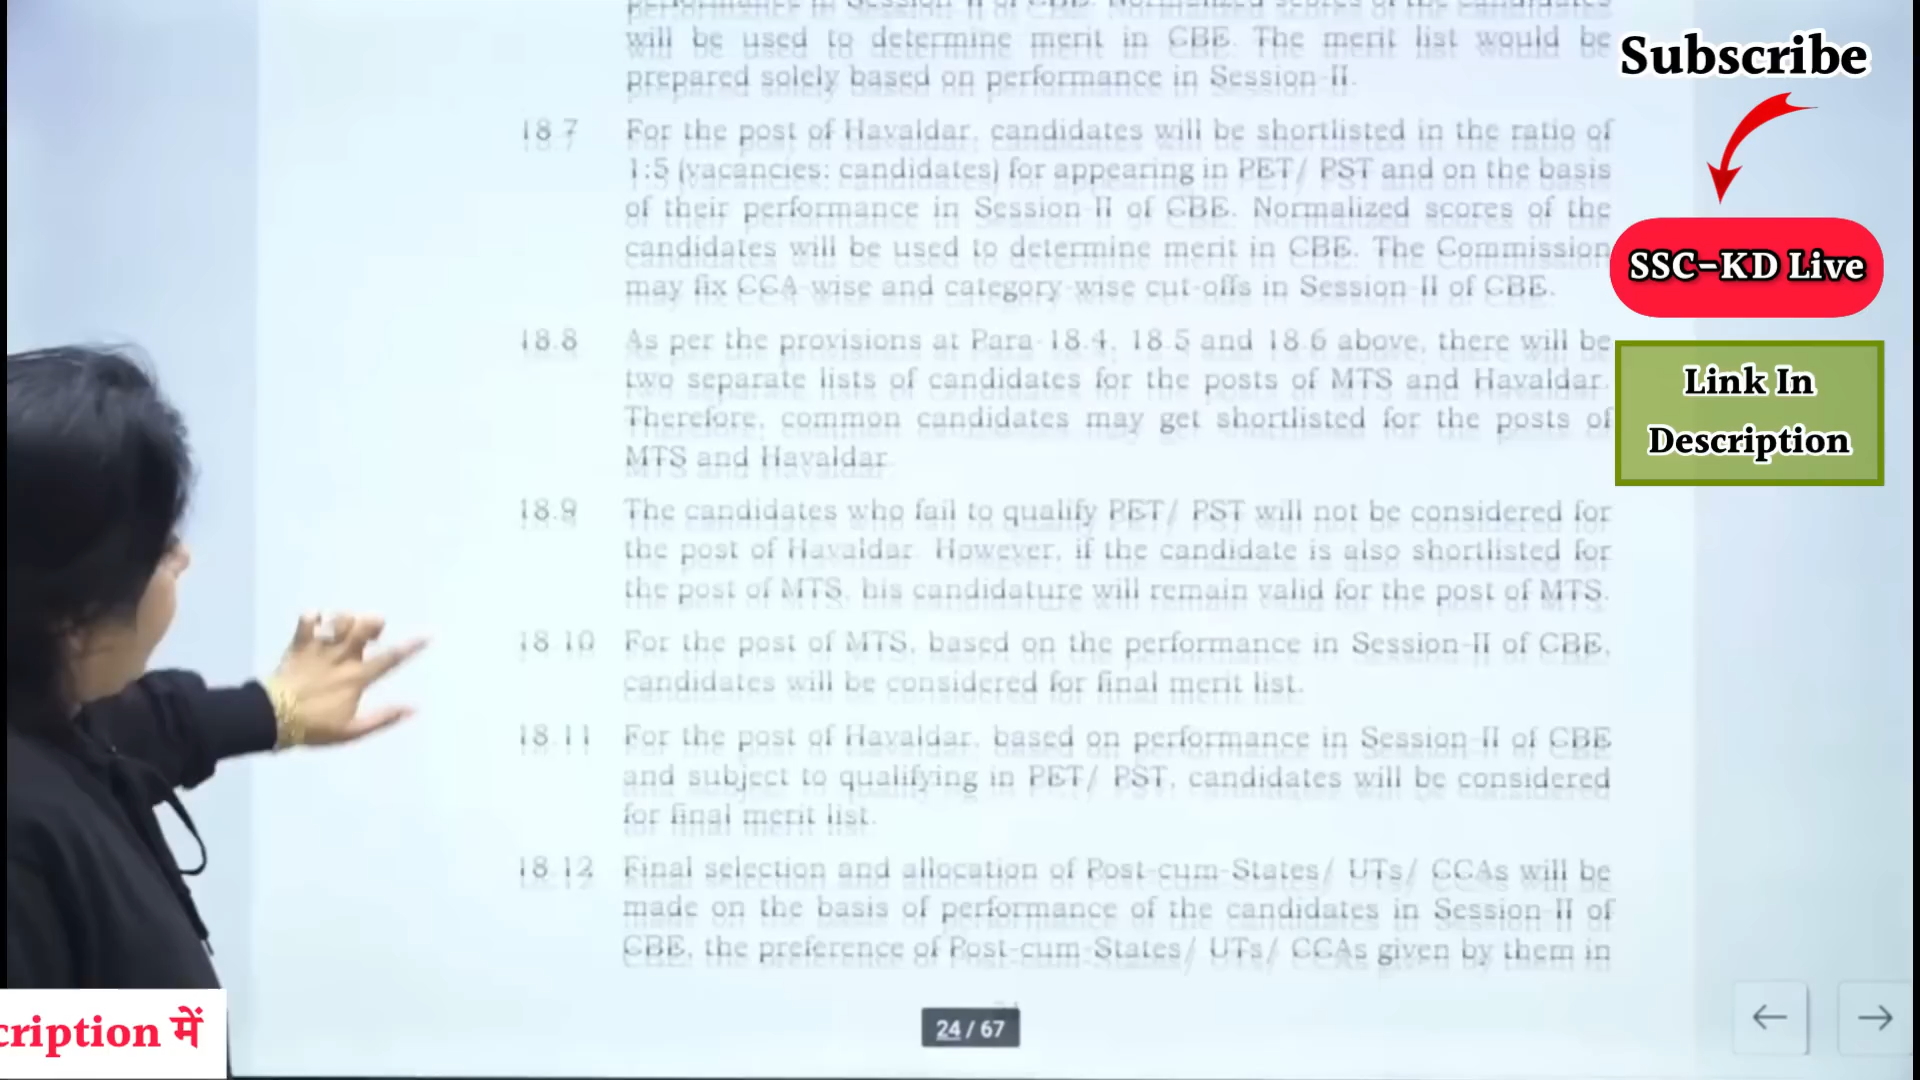 performance in Session-II of CBE. Normalized scores of the candidates
will be used to determine merit in CBE. The merit list would be
prepared solely based on performance in Session-II.
18.7 For the post of Havaldar, candidates will be shortlisted in the ratio of
1:5 (vacancies: candidates) for appearing in PET/ PST and on the basis
of their performance in Session-II of CBE. Normalized scores of the
candidates will be used to determine merit in CBE. The Commission
may fix CCA-wise and category-wise cut-offs in Session-II of CBE.
18.8 As per the provisions at Para-18.4, 18.5 and 18.6 above, there will be
two separate lists of candidates for the posts of MTS and Havaldar.
Therefore, common candidates may get shortlisted for the posts of
MTS and Havaldar.
18.9 The candidates who fail to qualify PET/ PST will not be considered for
the post of Havaldar. However, if the candidate is also shortlisted for
the post of MTS, his candidature will remain valid for the post of MTS.
18.10 For the post of MTS, based on the performance in Session-II of CBE,
candidates will be considered for final merit list.
18.11 For the post of Havaldar, based on performance in Session-II of CBE
and subject to qualifying in PET/ PST, candidates will be considered
for final merit list.
18.12 Final selection and allocation of Post-cum-States/ UTs/ CCAs will be
made on the basis of performance of the candidates in Session-II of
CBE, the preference of Post-cum-States/ UTs/ CCAs given by them in
24 / 67
Subscribe
SSC-KD Live
Link In
Description
cription में